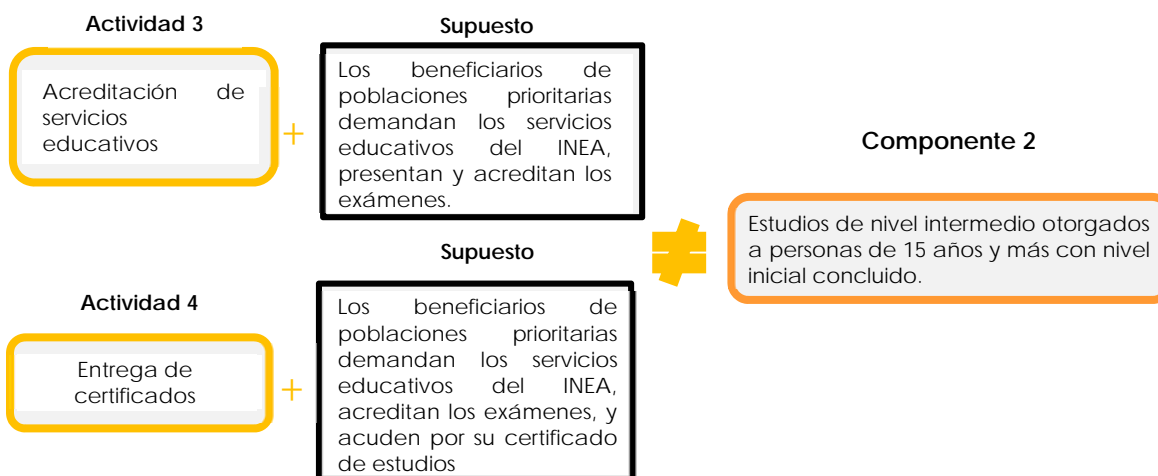 Actividad 3
Acreditación de
servicios
educativos
+
Supuesto
Los beneficiarios de
poblaciones prioritarias
demandan los servicios
educativos del INEA,
presentan y acreditan los
exámenes.
Actividad 4
Entrega de
certificados
+
Supuesto
Los beneficiarios de
poblaciones prioritarias
demandan los servicios
educativos del INEA,
acreditan los exámenes, y
acuden por su certificado
de estudios
≠
Componente 2
Estudios de nivel intermedio otorgados
a personas de 15 años y más con nivel
inicial concluido.